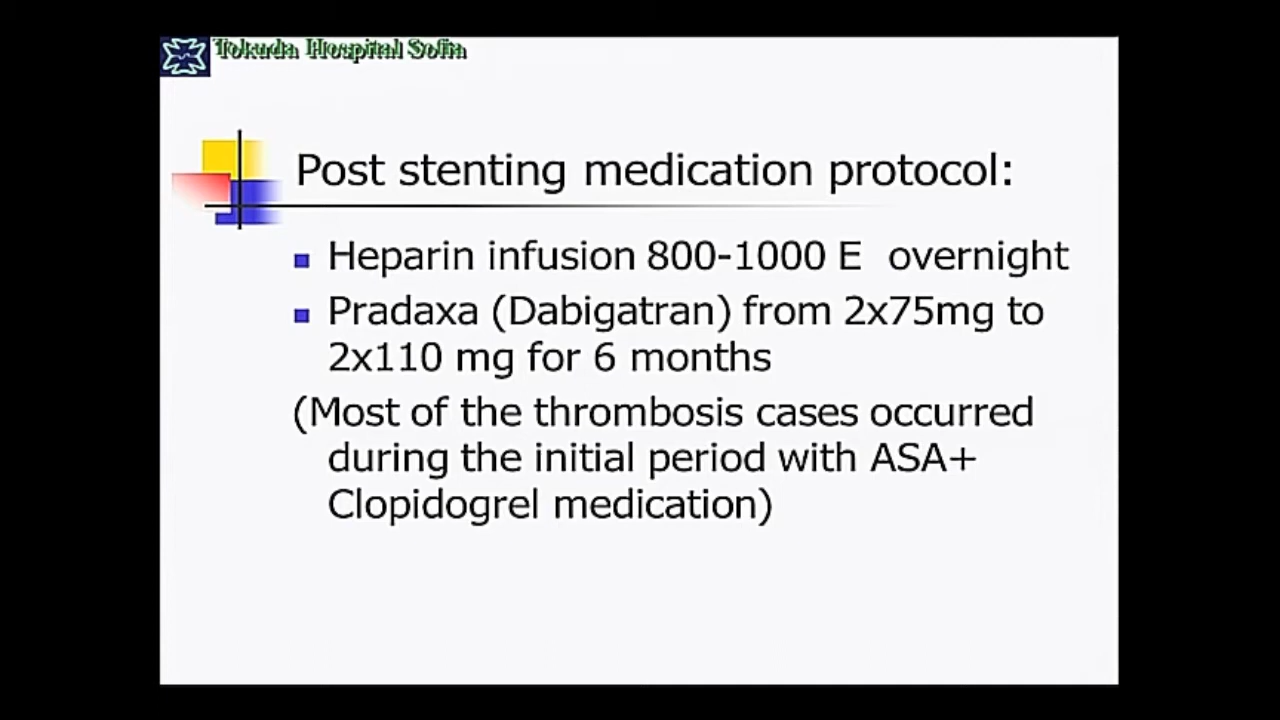 Tokuda Hospital Sofia
Post stenting medication protocol:
Heparin infusion 800-1000 E overnight
Pradaxa (Dabigatran) from 2x75mg to
2x110 mg for 6 months
(Most of the thrombosis cases occurred
during the initial period with ASA+
Clopidogrel medication)